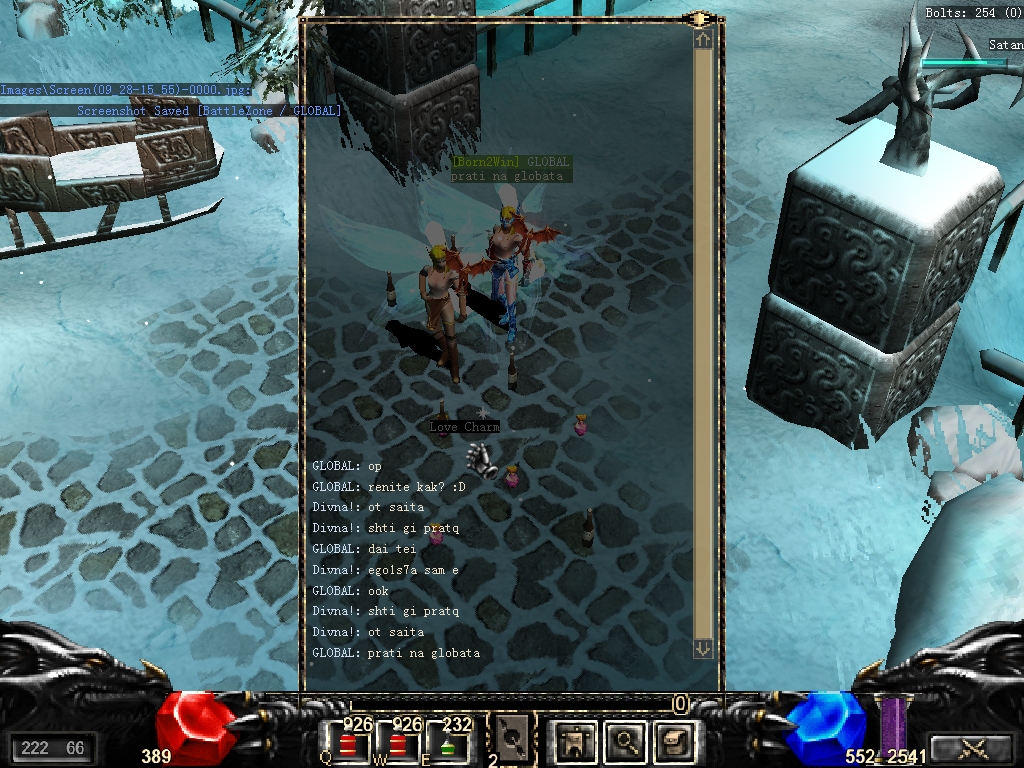 Bolts: 254 (0)
Satan
Images\Screen(09_28-15_55)-0000.jpg:
Screenshot Saved [BattleZone / GLOBAL]
[Born2Win] GLOBAL
prati na globata
Love Charm
GLOBAL: op
GLOBAL: renite kak? :D
Divna!: ot saita
Divna!: shti gi pratq
GLOBAL: dai tei
Divna!: egols7a sam e
GLOBAL: ook
Divna!: shti gi pratq
Divna!: ot saita
GLOBAL: prati na globata
0
926 926 232
Q W E 2
222 66
389
552 2541